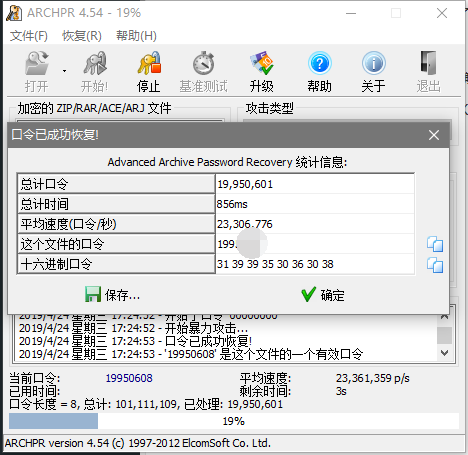 ARCHPR 4.54 - 19%
文件(F) 恢复(R) 帮助(H)
打开 开始! 停止 基准测试 升级 帮助 关于 退出
加密的 ZIP/RAR/ACE/ARJ 文件 攻击类型
口令已成功恢复!
Advanced Archive Password Recovery 统计信息:
总计口令 19,950,601
总计时间 856ms
平均速度(口令/秒) 23,306,776
这个文件的口令 199
十六进制口令 31 39 39 35 30 36 30 38
保存... 确定
2019/4/24 星期三 17:24:52 - 开始于口令 '00000000'
2019/4/24 星期三 17:24:52 - 开始暴力攻击...
2019/4/24 星期三 17:24:53 - 口令已成功恢复!
2019/4/24 星期三 17:24:53 - '19950608' 是这个文件的一个有效口令
当前口令: 19950608 平均速度: 23,361,359 p/s
已用时间: 剩余时间: 3s
口令长度 = 8, 总计: 101,111,109, 已处理: 19,950,601
19%
ARCHPR version 4.54 (c) 1997-2012 ElcomSoft Co. Ltd.